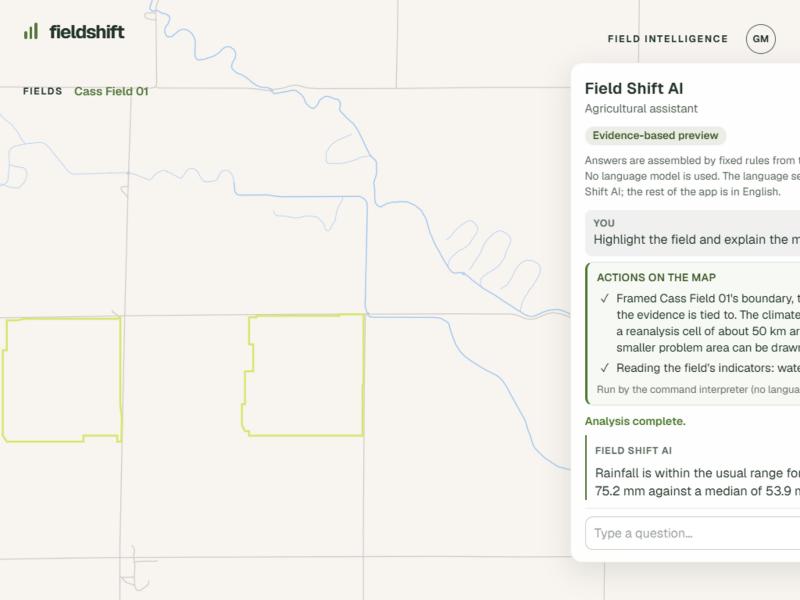 fieldshift
FIELD INTELLIGENCE GM
FIELDS Cass Field 01
Field Shift AI
Agricultural assistant
Evidence-based preview
Answers are assembled by fixed rules from
No language model is used. The language
Shift AI; the rest of the app is in English.
YOU
Highlight the field and explain the
ACTIONS ON THE MAP
✓ Framed Cass Field 01's boundary,
the evidence is tied to. The climate
a reanalysis cell of about 50 km
smaller problem area can be
✓ Reading the field's indicators:
Run by the command interpreter (no
Analysis complete.
FIELD SHIFT AI
Rainfall is within the usual range for
75.2 mm against a median of 53.9
Type a question...